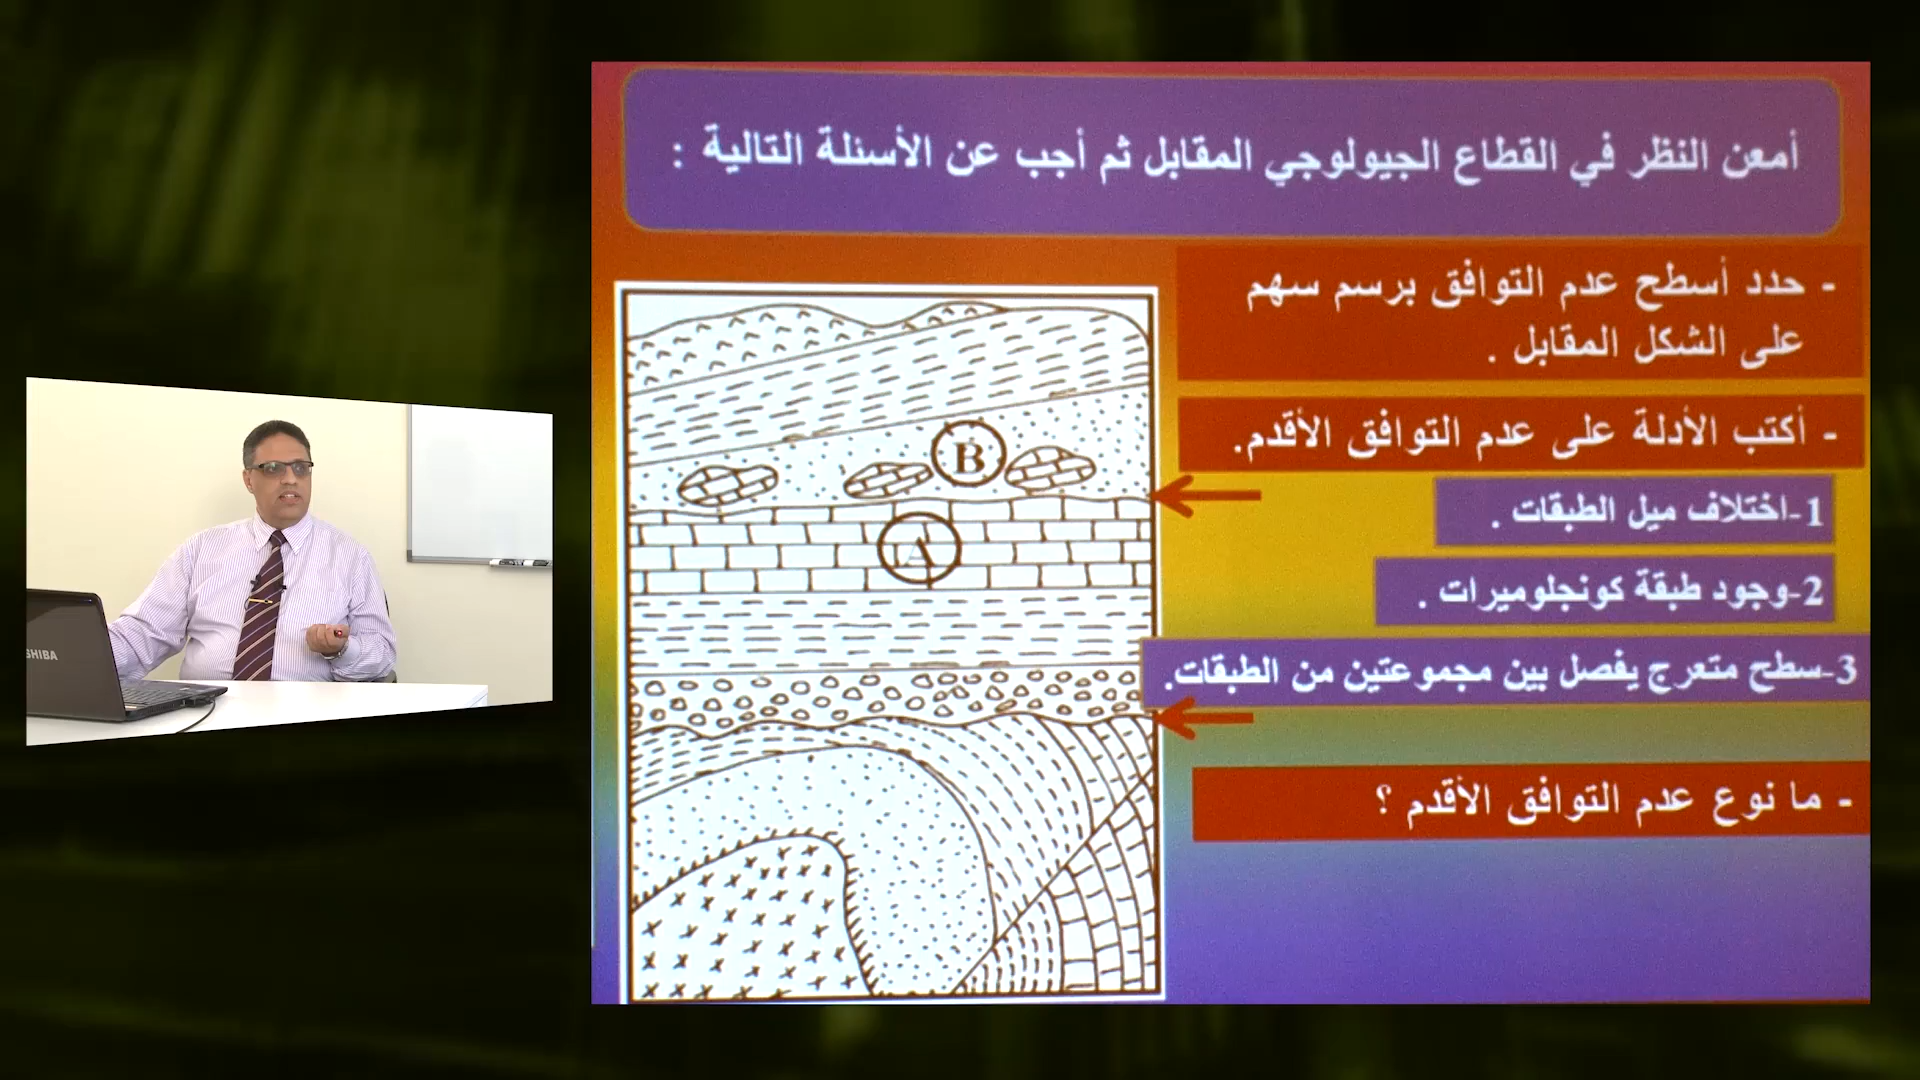 أمعن النظر في القطاع الجيولوجي المقابل ثم أجب عن الأسئلة التالية :
- حدد أسطح عدم التوافق برسم سهم
على الشكل المقابل .
- أكتب الأدلة على عدم التوافق الأقدم.
1-اختلاف ميل الطبقات .
2-وجود طبقة كونجلوميرات .
3-سطح متعرج يفصل بين مجموعتين من الطبقات.
- ما نوع عدم التوافق الأقدم ؟
B
A
SHIBA